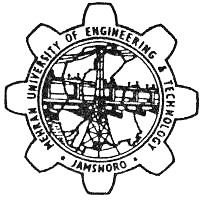 MEHRAN UNIVERSITY OF ENGINEERING & TECHNOLOGY
JAMSHORO